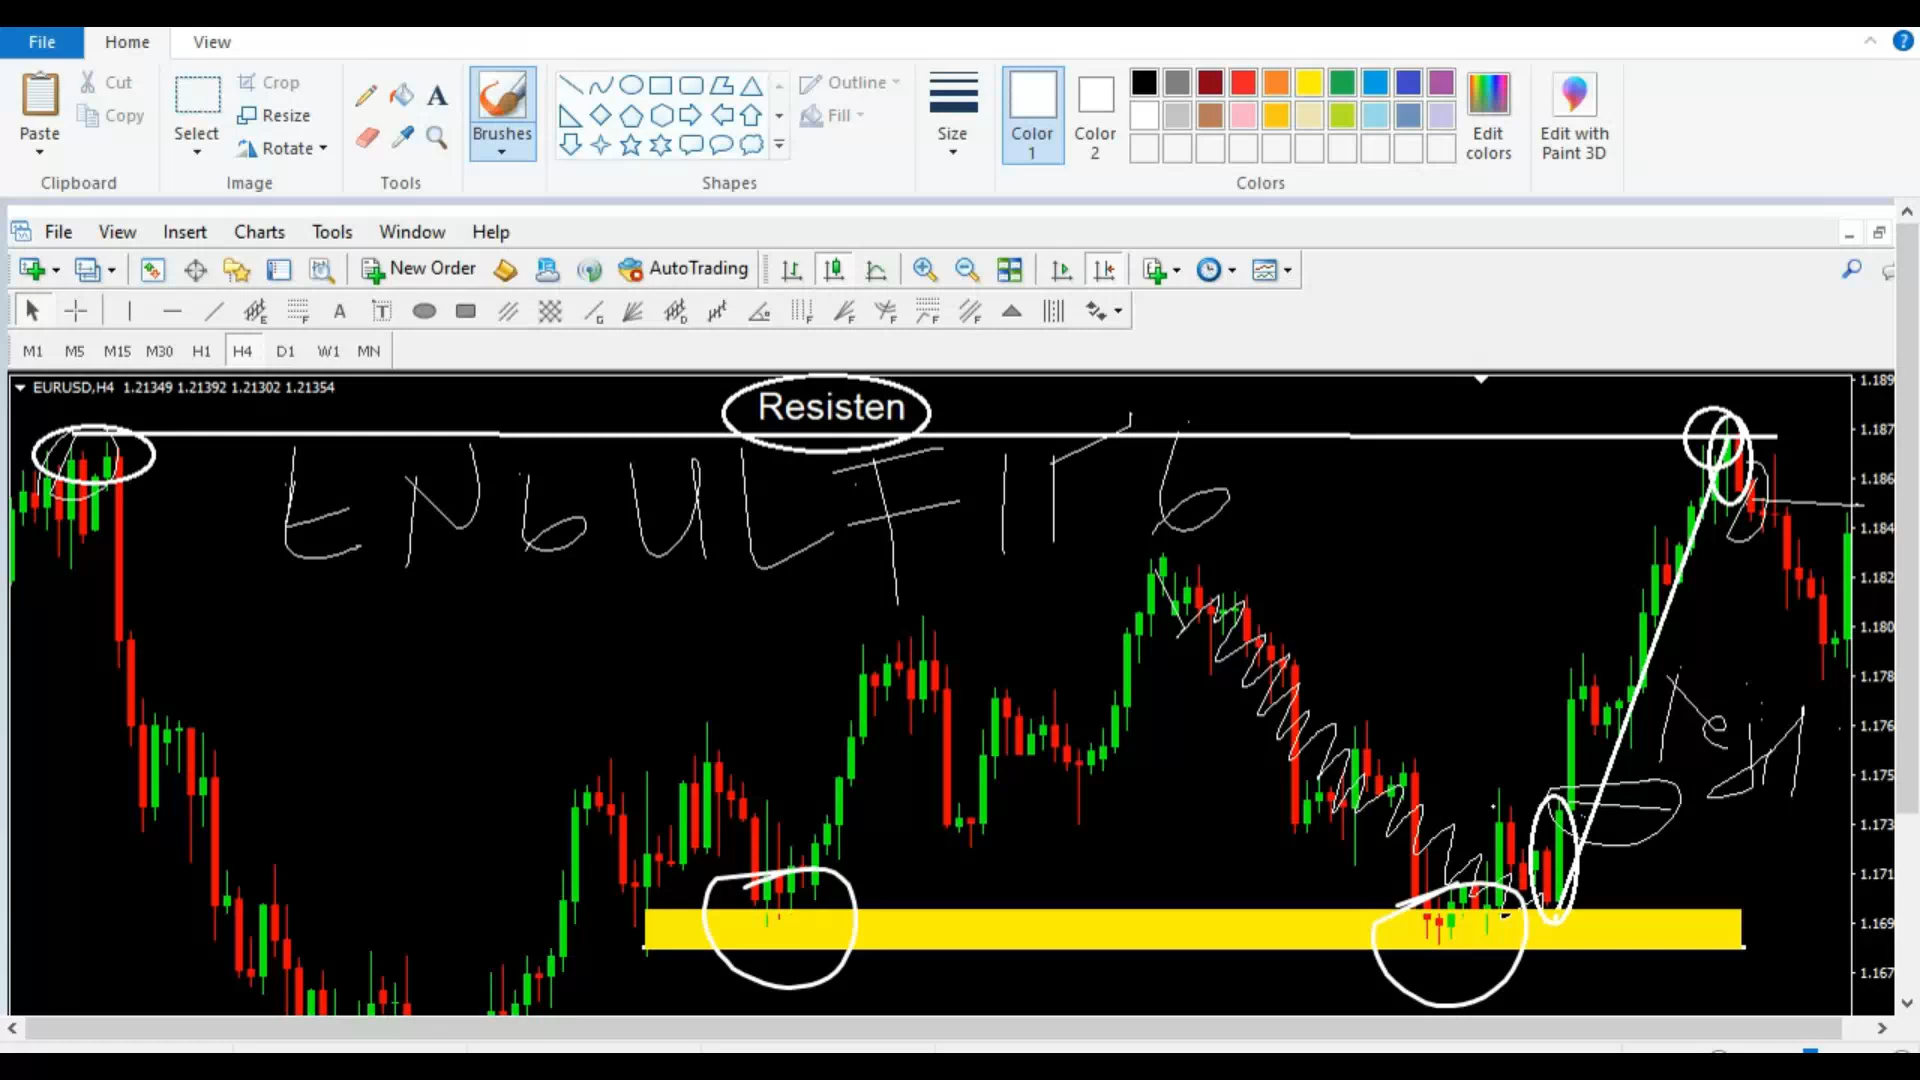 File Home View
Paste
Cut
Copy
Clipboard
Select
Crop
Resize
Rotate
Image
A
Tools
Brushes
Shapes
Outline
Fill
Size
Color 1
Color 2
Colors
Edit colors
Edit with Paint 3D
File View Insert Charts Tools Window Help
New Order AutoTrading
M1 M5 M15 M30 H1 H4 D1 W1 MN
EURUSD,H4 1.21349 1.21392 1.21302 1.21354
Resisten
1.189
1.187
1.186
1.184
1.182
1.180
1.178
1.176
1.175
1.173
1.171
1.169
1.167